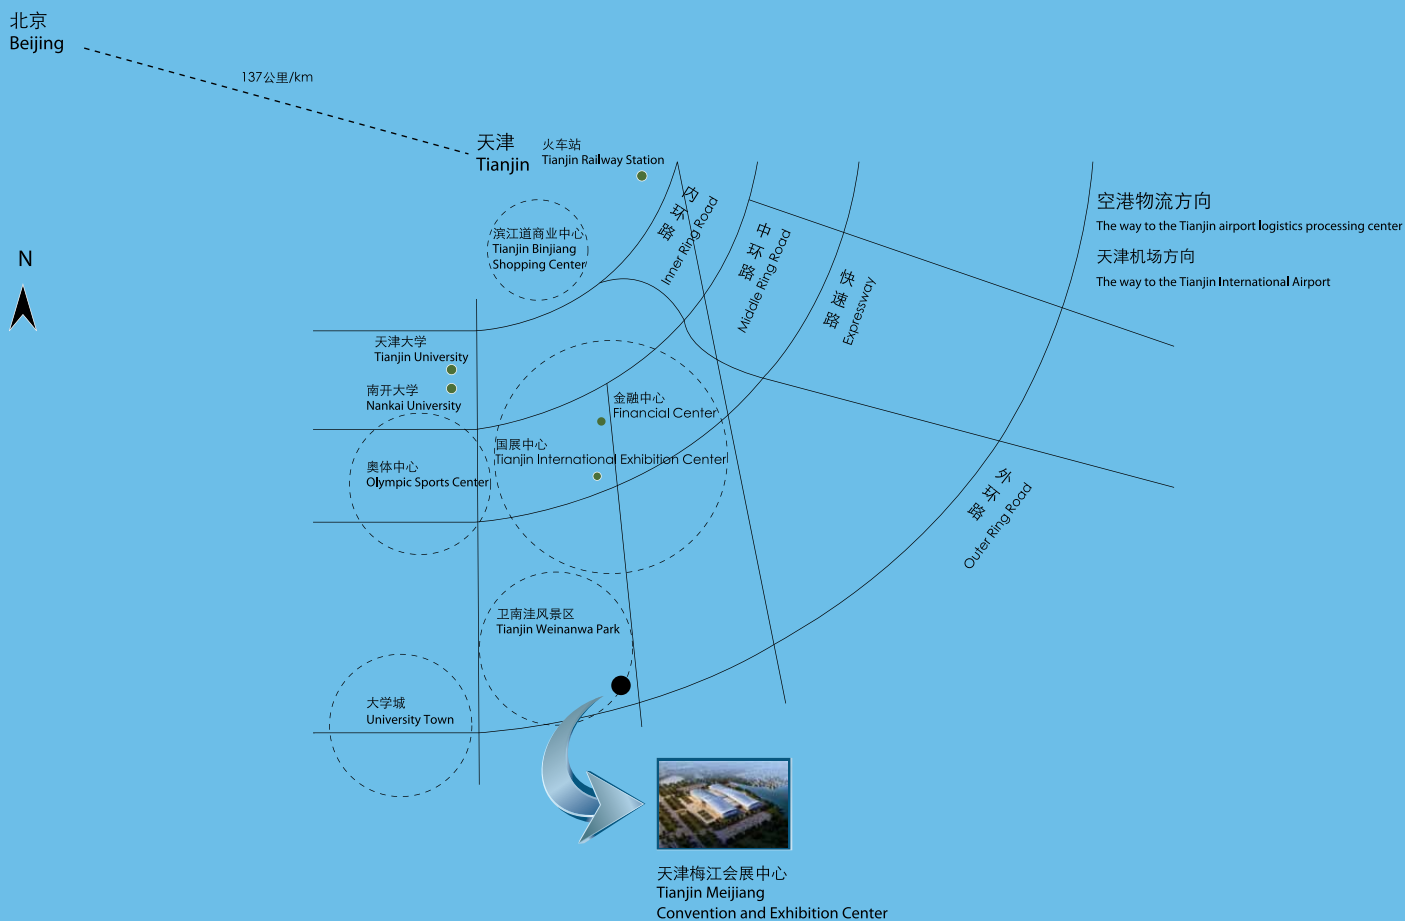 北京
Beijing
137公里/km
天津
Tianjin
火车站
Tianjin Railway Station
滨江道商业中心
Tianjin Binjiang
Shopping Center
内环路
Inner Ring Road
中环路
Middle Ring Road
快速路
Expressway
空港物流方向
The way to the Tianjin airport logistics processing center
天津机场方向
The way to the Tianjin International Airport
N
天津大学
Tianjin University
南开大学
Nankai University
金融中心
Financial Center
国展中心
Tianjin International Exhibition Center
奥体中心
Olympic Sports Center
外环路
Outer Ring Road
卫南洼风景区
Tianjin Weinanwa Park
大学城
University Town
天津梅江会展中心
Tianjin Meijiang
Convention and Exhibition Center